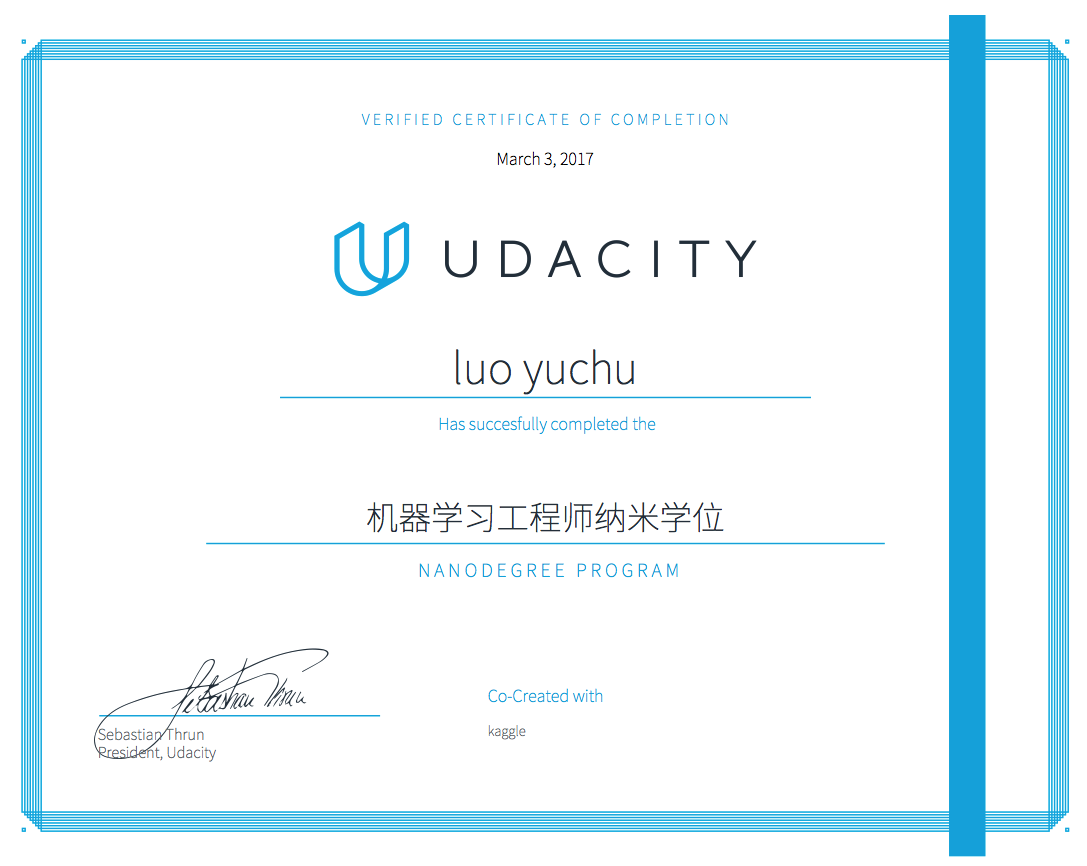 VERIFIED CERTIFICATE OF COMPLETION
March 3, 2017
UDACITY
luo yuchu
Has succesfully completed the
机器学习工程师纳米学位
NANODEGREE PROGRAM
Sebastian Thrun
Co-Created with
Sebastian Thrun
President, Udacity
kaggle